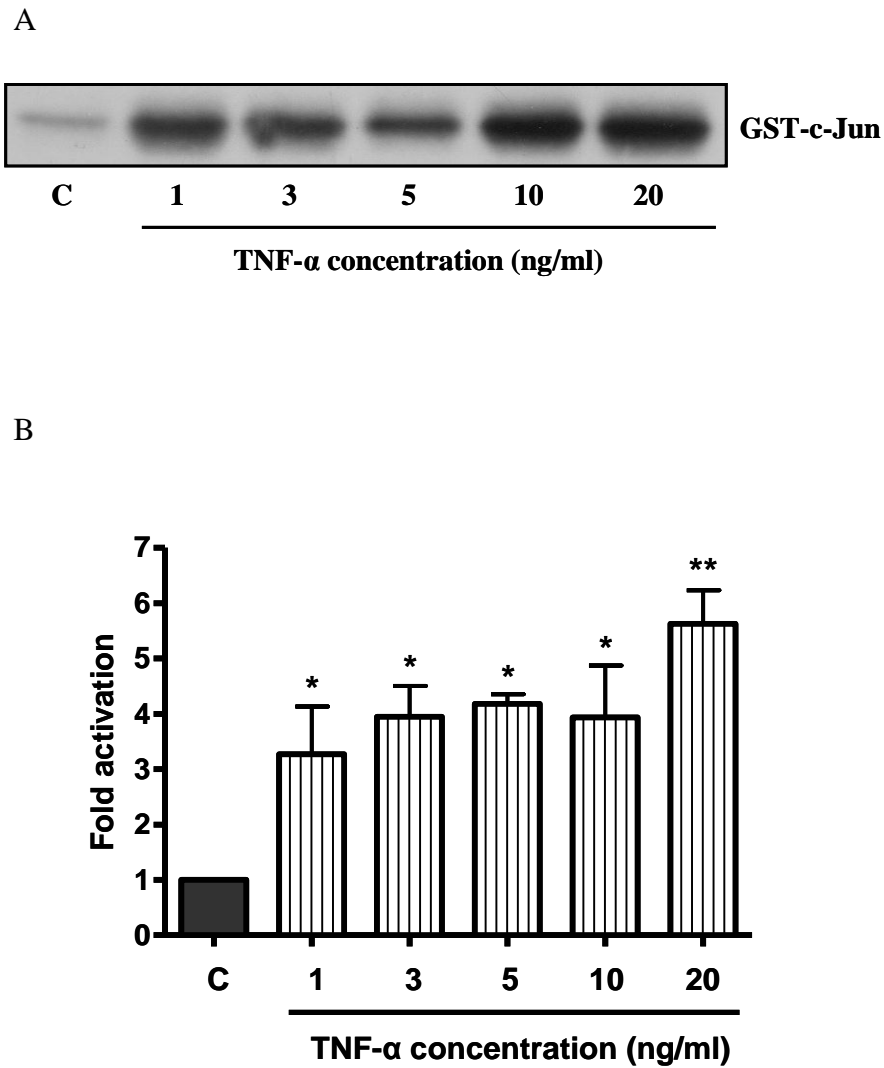 A
GST-c-Jun
C 1 3 5 10 20
TNF-α concentration (ng/ml)
B
7
6
5
4
3
2
1
0
Fold activation
* * * * **
C 1 3 5 10 20
TNF-α concentration (ng/ml)